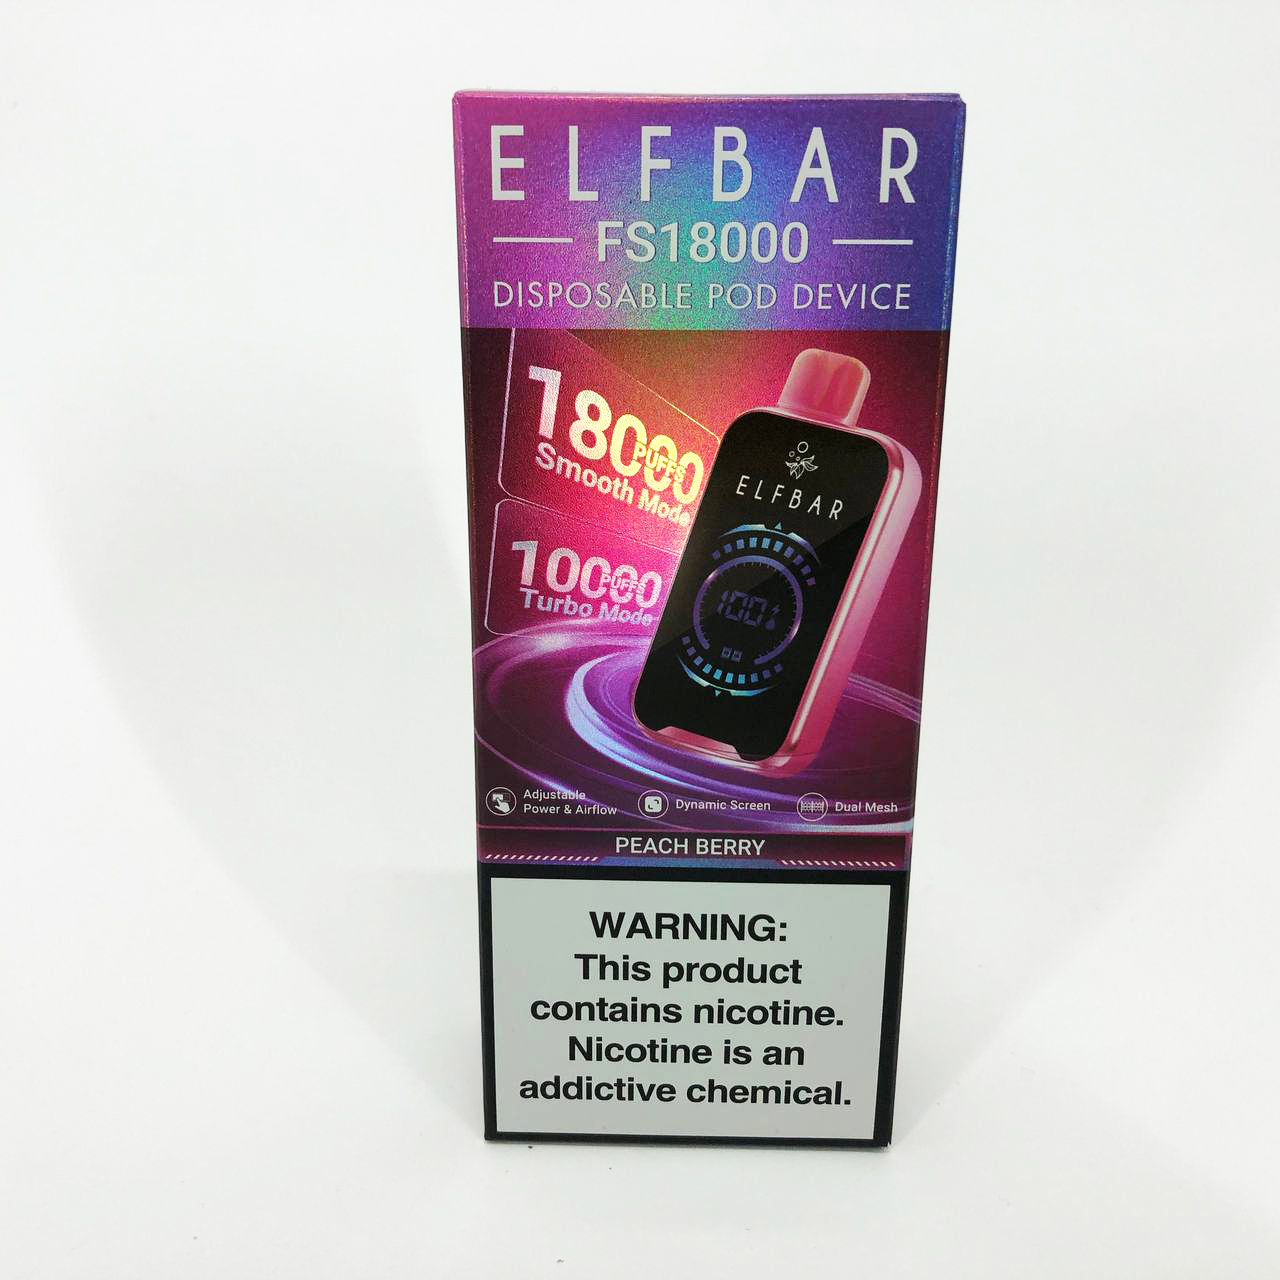 ELFBAR
FS18000
DISPOSABLE POD DEVICE
18000
PUFFS
Smooth Mode
10000
PUFFS
Turbo Mode
ELFBAR
100
Adjustable
Power & Airflow
Dynamic Screen
Dual Mesh
PEACH BERRY
WARNING:
This product
contains nicotine.
Nicotine is an
addictive chemical.